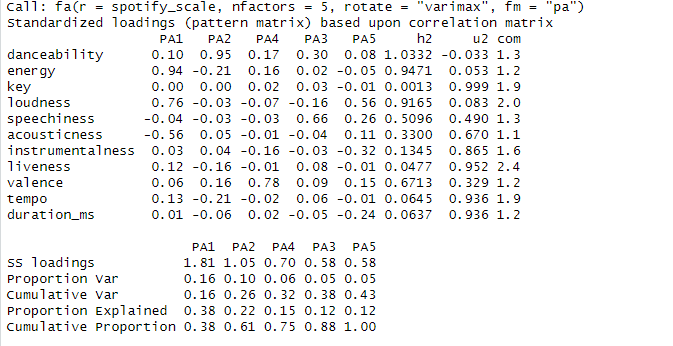 Call: fa(r = spotify_scale, nfactors = 5, rotate = "varimax", fm = "pa")
Standardized loadings (pattern matrix) based upon correlation matrix
PA1 PA2 PA4 PA3 PA5 h2 u2 com
danceability 0.10 0.95 0.17 0.30 0.08 1.0332 -0.033 1.3
energy 0.94 -0.21 0.16 0.02 -0.05 0.9471 0.053 1.2
key 0.00 0.00 0.02 0.03 -0.01 0.0013 0.999 1.9
loudness 0.76 -0.03 -0.07 -0.16 0.56 0.9165 0.083 2.0
speechiness -0.04 -0.03 -0.03 0.66 0.26 0.5096 0.490 1.3
acousticness -0.56 0.05 -0.01 -0.04 0.11 0.3300 0.670 1.1
instrumentalness 0.03 0.04 -0.16 -0.03 -0.32 0.1345 0.865 1.6
liveness 0.12 -0.16 -0.01 0.08 -0.01 0.0477 0.952 2.4
valence 0.06 0.16 0.78 0.09 0.15 0.6713 0.329 1.2
tempo 0.13 -0.21 -0.02 0.06 -0.01 0.0645 0.936 1.9
duration_ms 0.01 -0.06 0.02 -0.05 -0.24 0.0637 0.936 1.2
PA1 PA2 PA4 PA3 PA5
SS loadings 1.81 1.05 0.70 0.58 0.58
Proportion Var 0.16 0.10 0.06 0.05 0.05
Cumulative Var 0.16 0.26 0.32 0.38 0.43
Proportion Explained 0.38 0.22 0.15 0.12 0.12
Cumulative Proportion 0.38 0.61 0.75 0.88 1.00